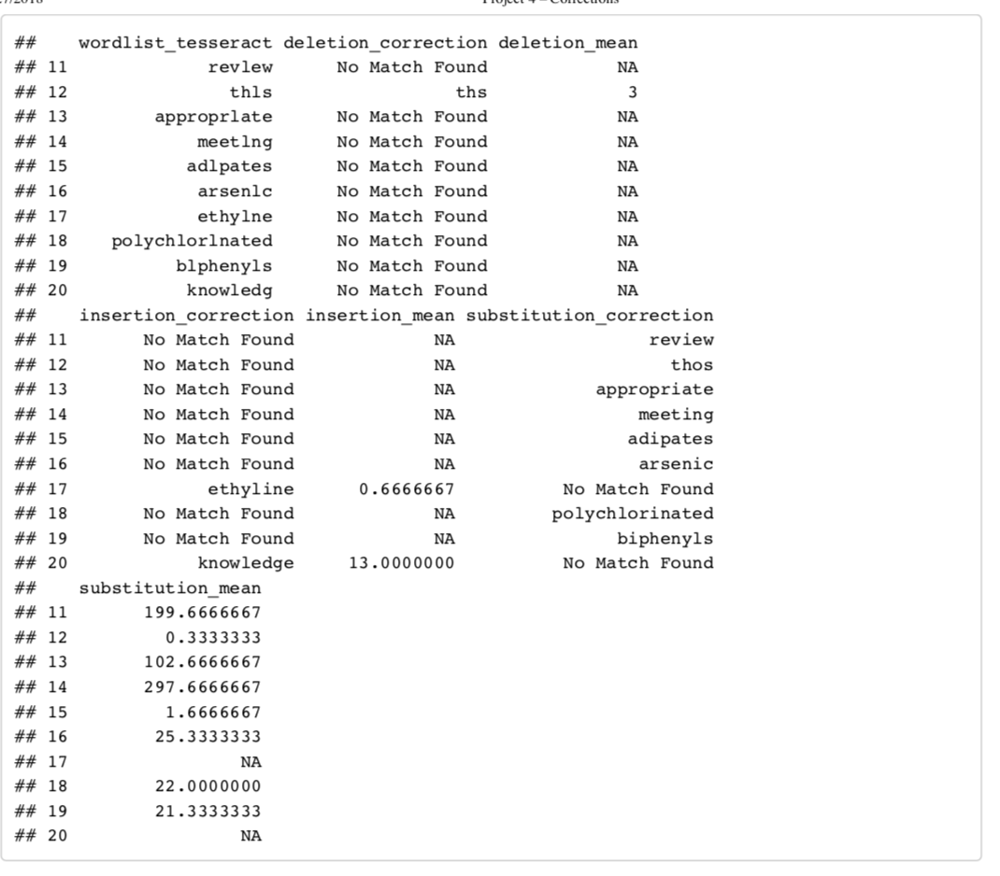 7/2018 Project 4 – Corrections
##    wordlist_tesseract deletion_correction deletion_mean
## 11             revlew      No Match Found            NA
## 12               thls                 ths             3
## 13        approprlate      No Match Found            NA
## 14            meetlng      No Match Found            NA
## 15           adlpates      No Match Found            NA
## 16            arsenlc      No Match Found            NA
## 17            ethylne      No Match Found            NA
## 18    polychlorlnated      No Match Found            NA
## 19          blphenyls      No Match Found            NA
## 20           knowledg      No Match Found            NA
##    insertion_correction insertion_mean substitution_correction
## 11       No Match Found             NA                  review
## 12       No Match Found             NA                    thos
## 13       No Match Found             NA             appropriate
## 14       No Match Found             NA                 meeting
## 15       No Match Found             NA                adipates
## 16       No Match Found             NA                 arsenic
## 17             ethyline      0.6666667          No Match Found
## 18       No Match Found             NA         polychlorinated
## 19       No Match Found             NA               biphenyls
## 20            knowledge     13.0000000          No Match Found
##    substitution_mean
## 11       199.6666667
## 12         0.3333333
## 13       102.6666667
## 14       297.6666667
## 15         1.6666667
## 16        25.3333333
## 17                NA
## 18        22.0000000
## 19        21.3333333
## 20                NA